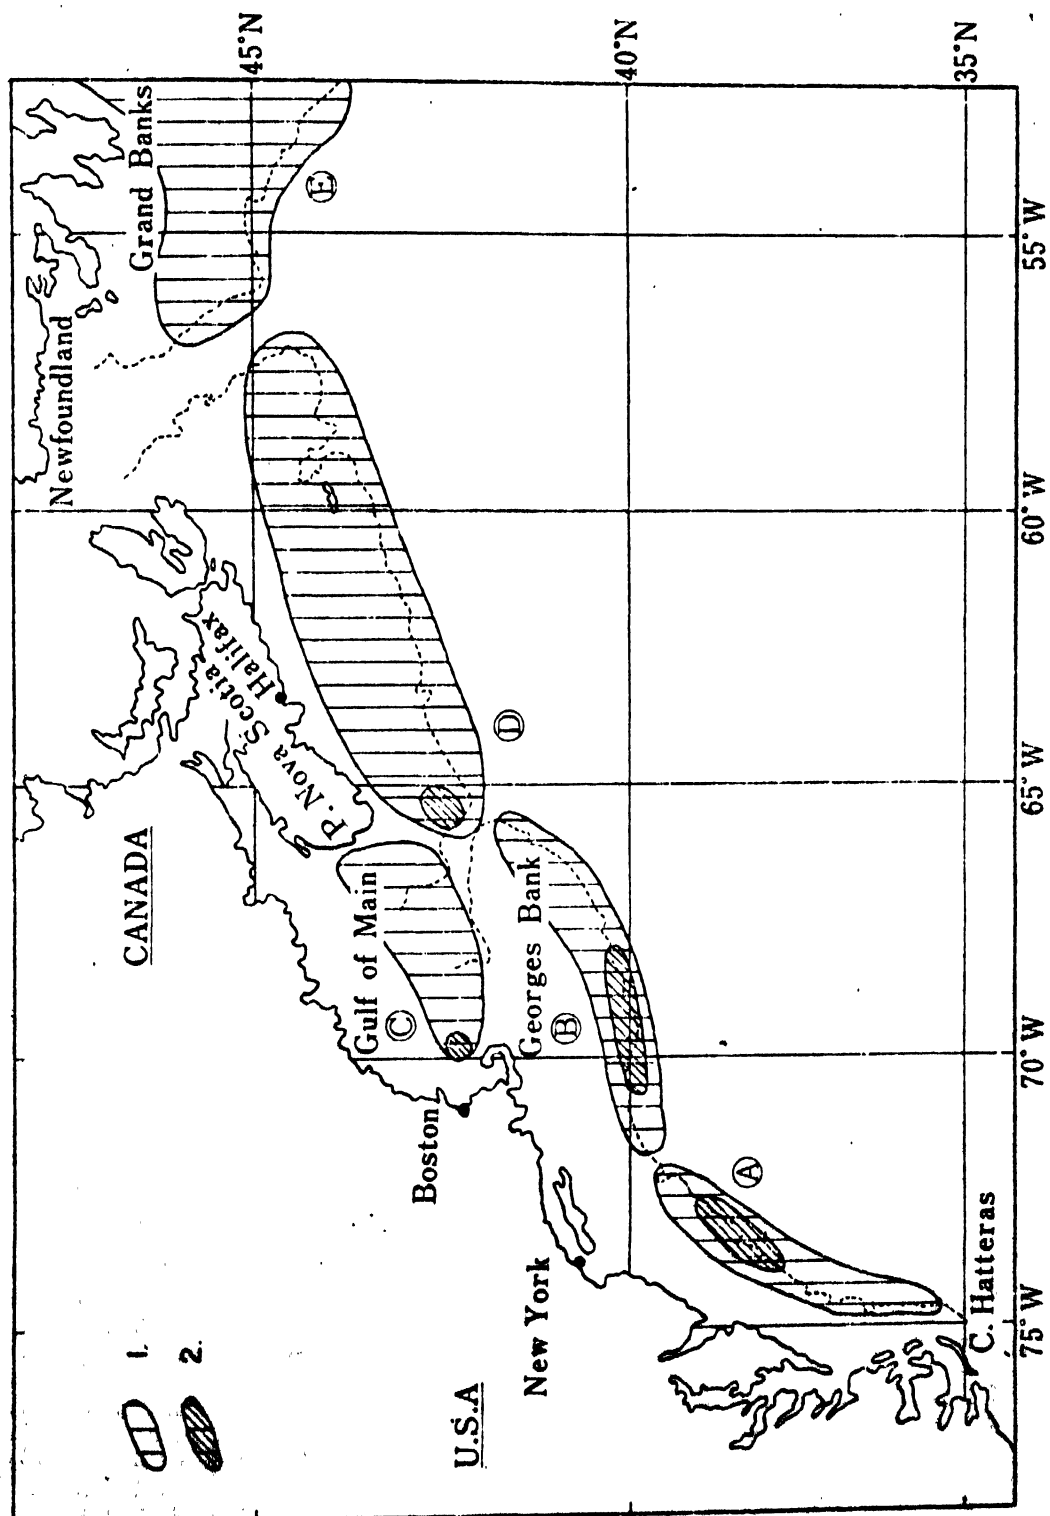 CANADA
U.S.A
Newfoundland
Grand Banks
P. Nova Scotia
Halifax
Gulf of Main
Georges Bank
Boston
New York
C. Hatteras
A
B
C
D
E
1.
2.
45°N
40°N
35°N
75° W
70° W
65° W
60° W
55° W